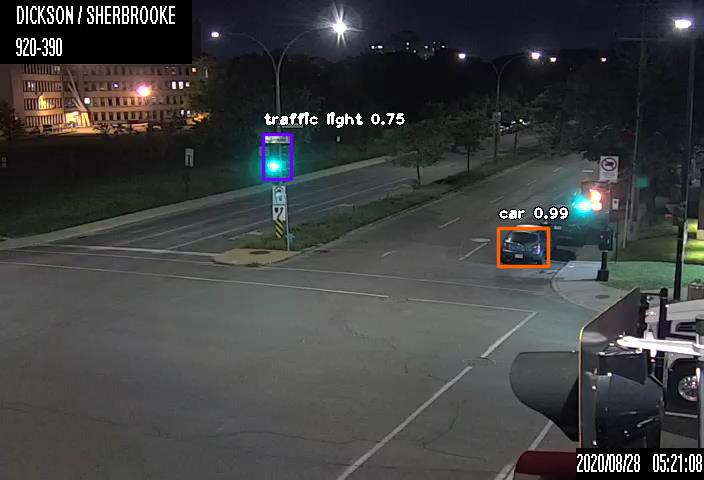 DICKSON / SHERBROOKE
920-390
traffic light 0.75
car 0.99
2020/08/28 05:21:08